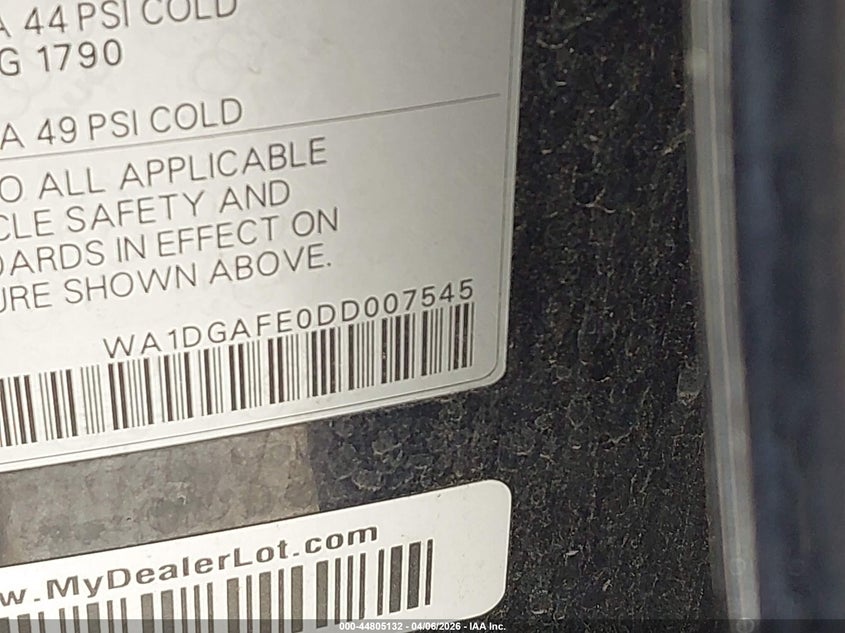 A 44 PSI COLD
G 1790
A 49 PSI COLD
O ALL APPLICABLE
CLE SAFETY AND
DARDS IN EFFECT ON
URE SHOWN ABOVE.
WA1DGAFE0DD007545
w.MyDealerLot.com
000-44805132 - 04/06/2026 - IAA Inc.